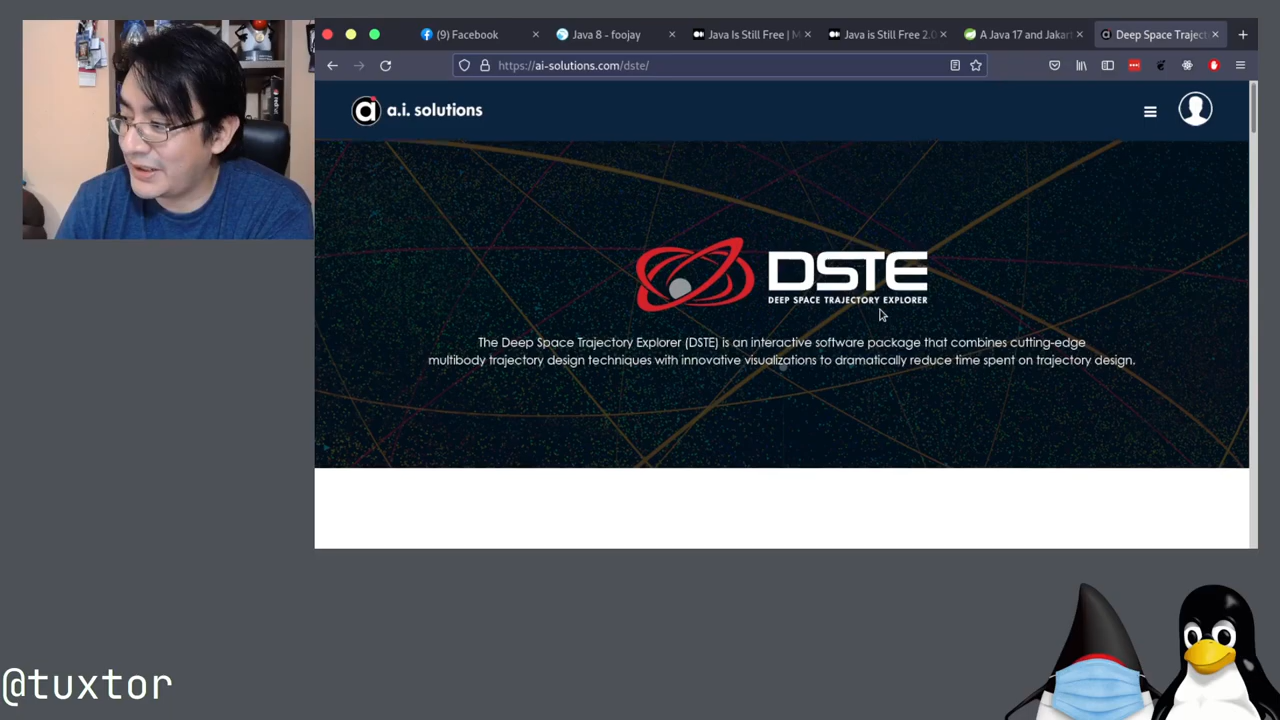 (9) Facebook
Java 8 - foojay
Java Is Still Free | M
Java is Still Free 2.0
A Java 17 and Jakar
Deep Space Traject
https://ai-solutions.com/dste/
a.i. solutions
DSTE
DEEP SPACE TRAJECTORY EXPLORER
The Deep Space Trajectory Explorer (DSTE) is an interactive software package that combines cutting-edge
multibody trajectory design techniques with innovative visualizations to dramatically reduce time spent on trajectory design.
@tuxtor